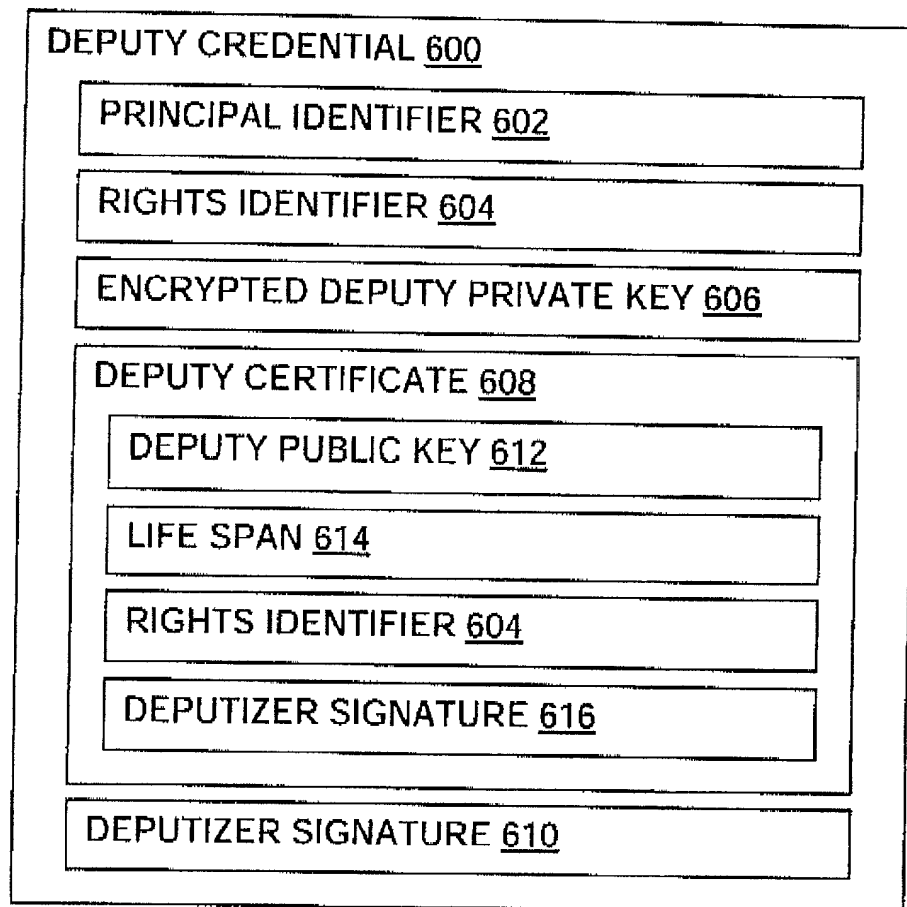 DEPUTY CREDENTIAL 600
PRINCIPAL IDENTIFIER 602
RIGHTS IDENTIFIER 604
ENCRYPTED DEPUTY PRIVATE KEY 606
DEPUTY CERTIFICATE 608
DEPUTY PUBLIC KEY 612
LIFE SPAN 614
RIGHTS IDENTIFIER 604
DEPUTIZER SIGNATURE 616
DEPUTIZER SIGNATURE 610